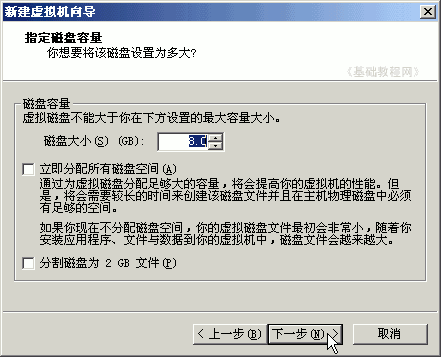 新建虚拟机向导
指定磁盘容量
你想要将该磁盘设置为多大?
《基础教程网》
磁盘容量
虚拟磁盘不能大于你在下方设置的最大容量大小。
磁盘大小(S) (GB): 8.0
立即分配所有磁盘空间(A)
通过为虚拟磁盘分配足够大的容量,将会提高你的虚拟机的性能。但
是,将会需要较长的时间来创建该磁盘文件并且在主机物理磁盘中必须
有足够的空间。
如果你现在不分配磁盘空间,你的虚拟磁盘文件最初会非常小,随着你
安装应用程序、文件与数据到你的虚拟机中,磁盘文件会越来越大。
分割磁盘为 2 GB 文件(P)
< 上一步(B) 下一步(N) > 取消